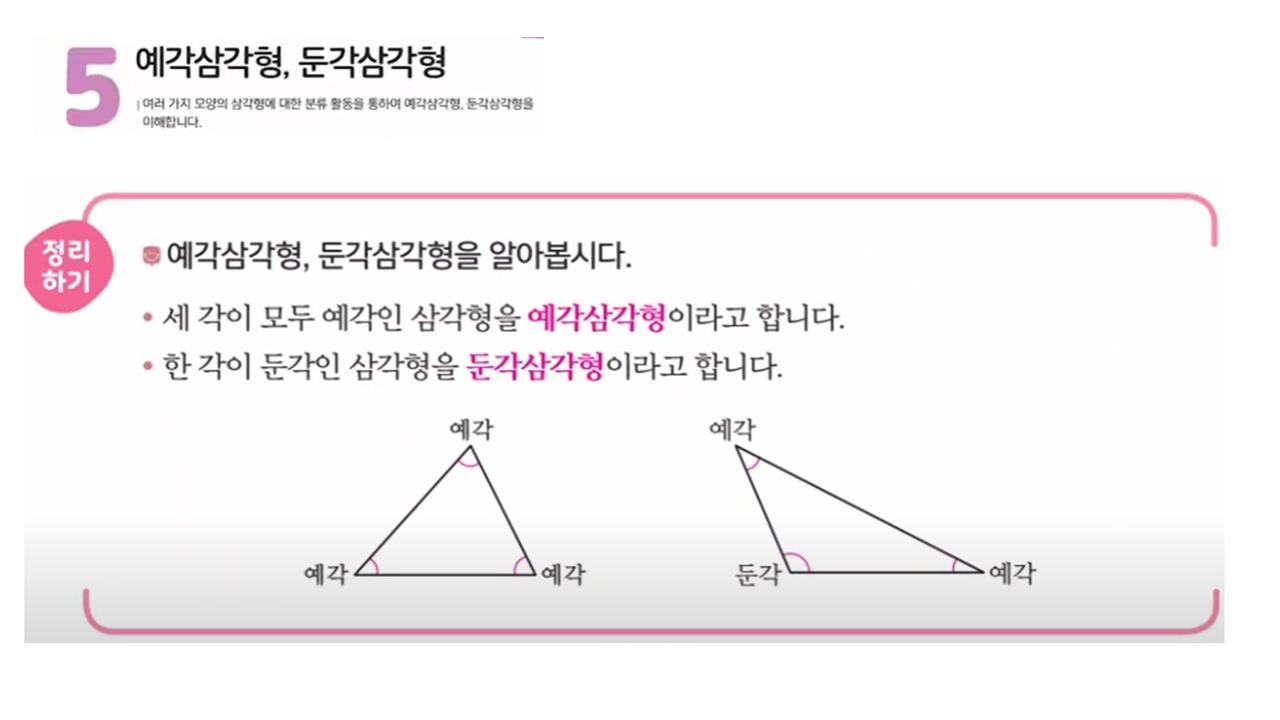 5
예각삼각형, 둔각삼각형
여러 가지 모양의 삼각형에 대한 분류 활동을 통하여 예각삼각형, 둔각삼각형을
이해합니다.
정리
하기
예각삼각형, 둔각삼각형을 알아봅시다.
• 세 각이 모두 예각인 삼각형을 예각삼각형이라고 합니다.
• 한 각이 둔각인 삼각형을 둔각삼각형이라고 합니다.
예각
예각
예각
예각
둔각
예각